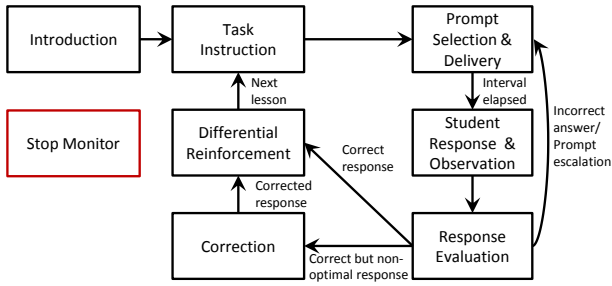 Introduction
Task
Instruction
Prompt
Selection &
Delivery
Next
lesson
Interval
elapsed
Stop Monitor
Differential
Reinforcement
Correct
response
Student
Response &
Observation
Incorrect
answer/
Prompt
escalation
Corrected
response
Correction
Correct but non-
optimal response
Response
Evaluation